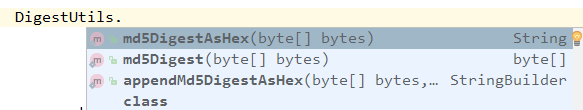 DigestUtils.
md5DigestAsHex(byte[] bytes) String
md5Digest(byte[] bytes) byte[]
appendMd5DigestAsHex(byte[] bytes,… StringBuilder
class